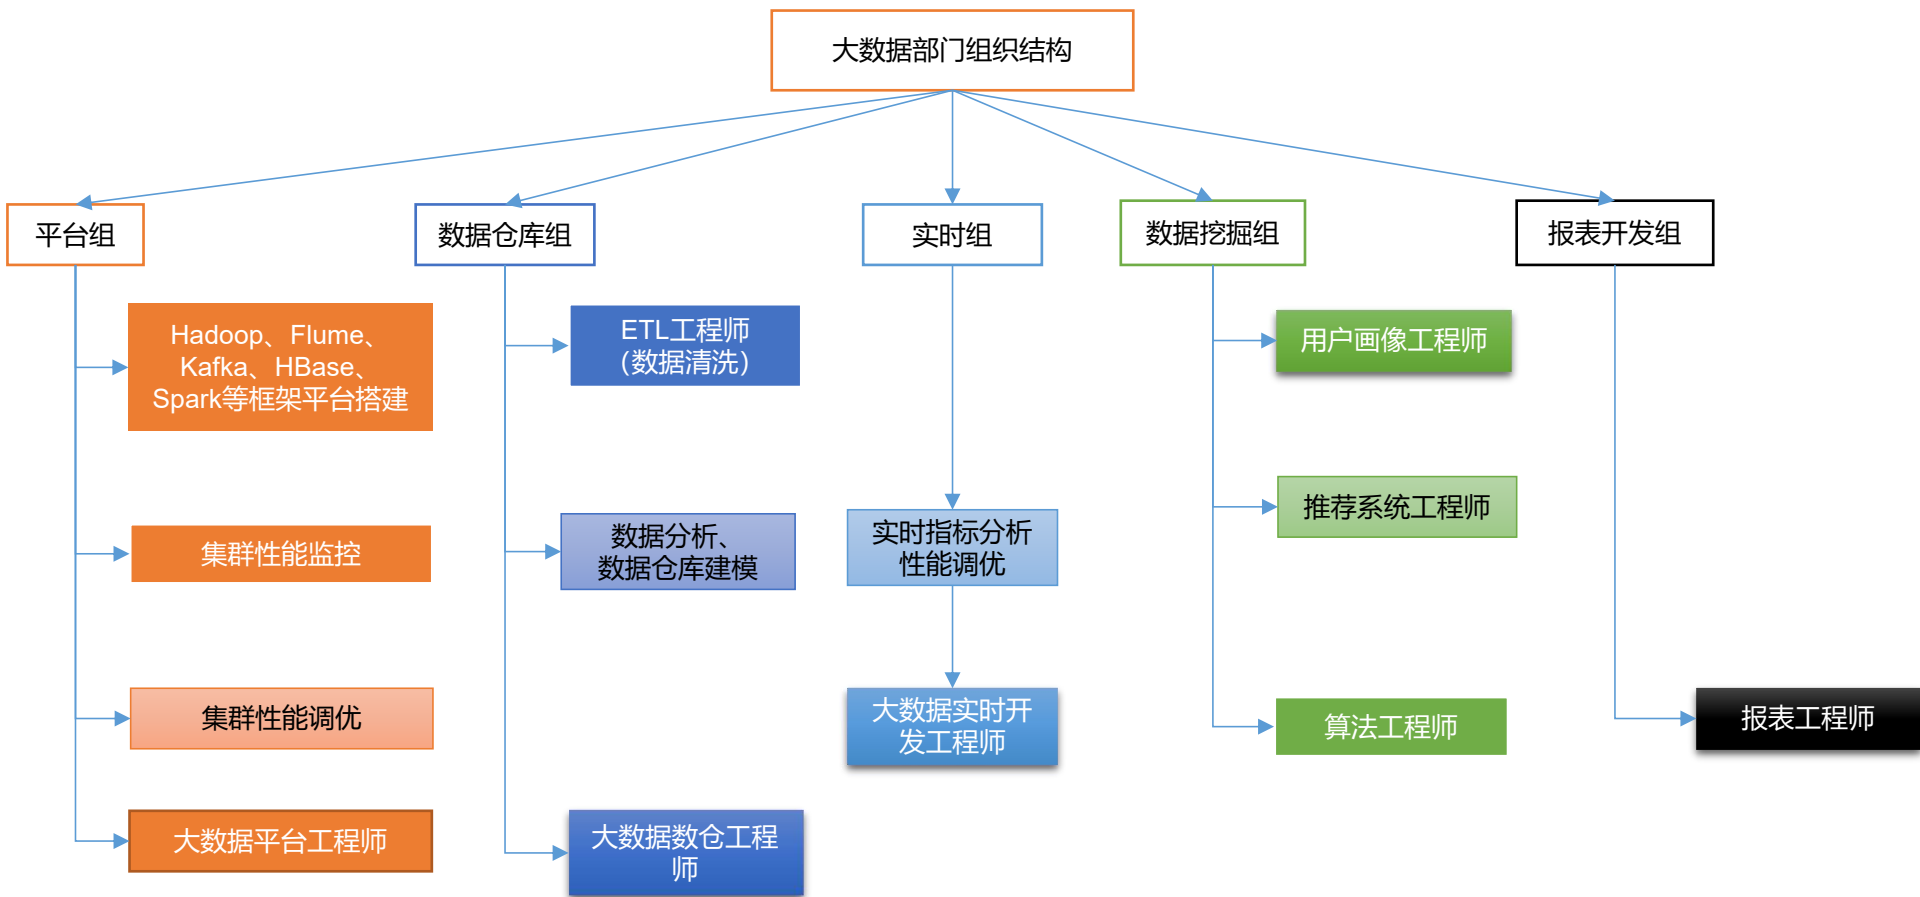 大数据部门组织结构
平台组
数据仓库组
实时组
数据挖掘组
报表开发组
Hadoop、Flume、
Kafka、HBase、
Spark等框架平台搭建
集群性能监控
集群性能调优
大数据平台工程师
ETL工程师
（数据清洗）
数据分析、
数据仓库建模
大数据数仓工程
师
实时指标分析
性能调优
大数据实时开
发工程师
用户画像工程师
推荐系统工程师
算法工程师
报表工程师